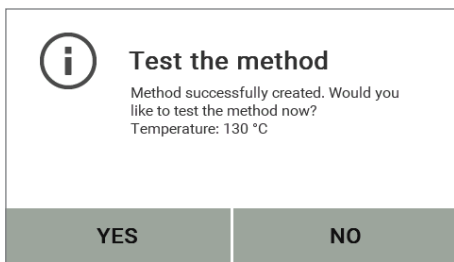 Test the method
Method successfully created. Would you
like to test the method now?
Temperature: 130 °C
YES
NO